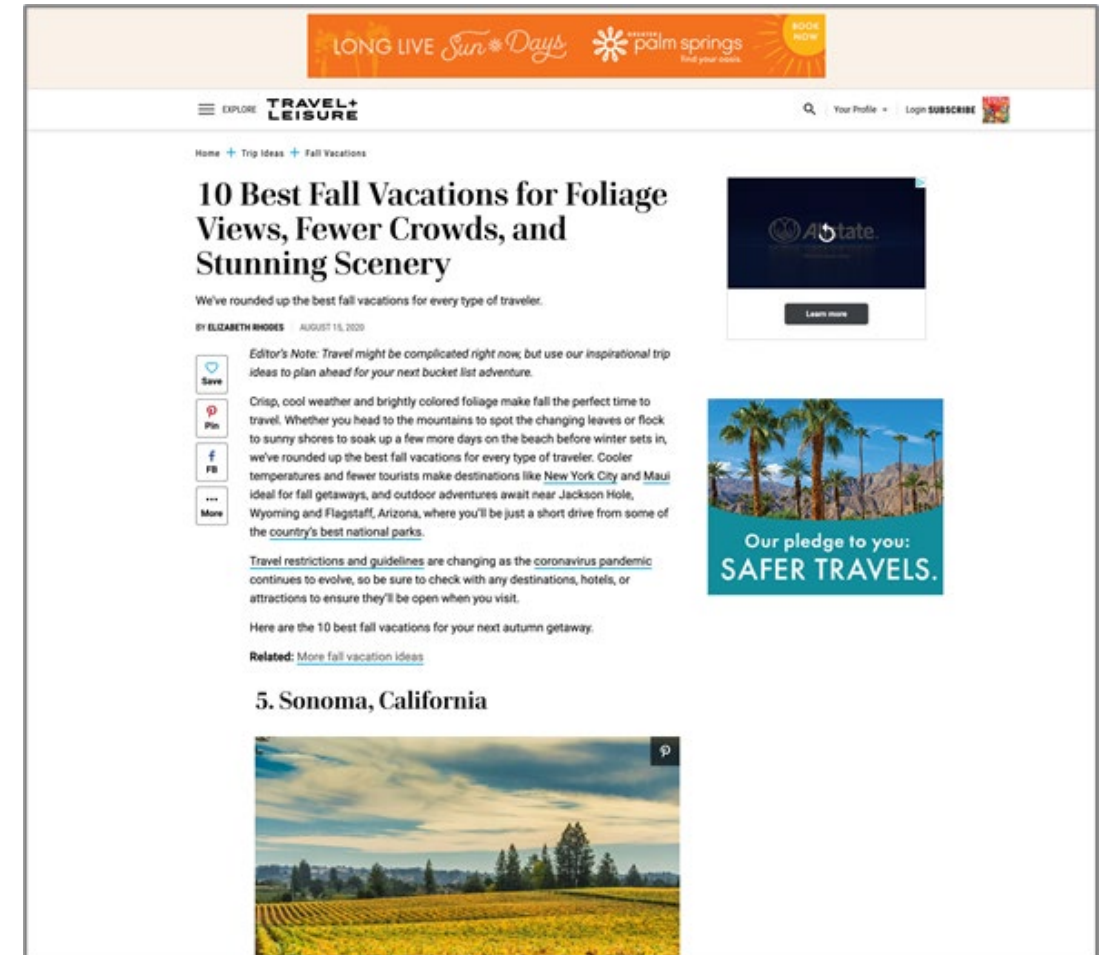 LONG LIVE Sun Days
GREATER
palm springs
find your oasis.
BOOK
NOW
EXPLORE
TRAVEL+
LEISURE
Your Profile
Login SUBSCRIBE
Home + Trip Ideas + Fall Vacations
10 Best Fall Vacations for Foliage
Views, Fewer Crowds, and
Stunning Scenery
We've rounded up the best fall vacations for every type of traveler.
BY ELIZABETH RHODES | AUGUST 15, 2020
Save
Pin
FB
More
Editor's Note: Travel might be complicated right now, but use our inspirational trip
ideas to plan ahead for your next bucket list adventure.
Crisp, cool weather and brightly colored foliage make fall the perfect time to
travel. Whether you head to the mountains to spot the changing leaves or flock
to sunny shores to soak up a few more days on the beach before winter sets in,
we've rounded up the best fall vacations for every type of traveler. Cooler
temperatures and fewer tourists make destinations like New York City and Maui
ideal for fall getaways, and outdoor adventures await near Jackson Hole,
Wyoming and Flagstaff, Arizona, where you'll be just a short drive from some of
the country's best national parks.
Travel restrictions and guidelines are changing as the coronavirus pandemic
continues to evolve, so be sure to check with any destinations, hotels, or
attractions to ensure they'll be open when you visit.
Here are the 10 best fall vacations for your next autumn getaway.
Related: More fall vacation ideas
5. Sonoma, California
Allstate
Learn more
Our pledge to you:
SAFER TRAVELS.